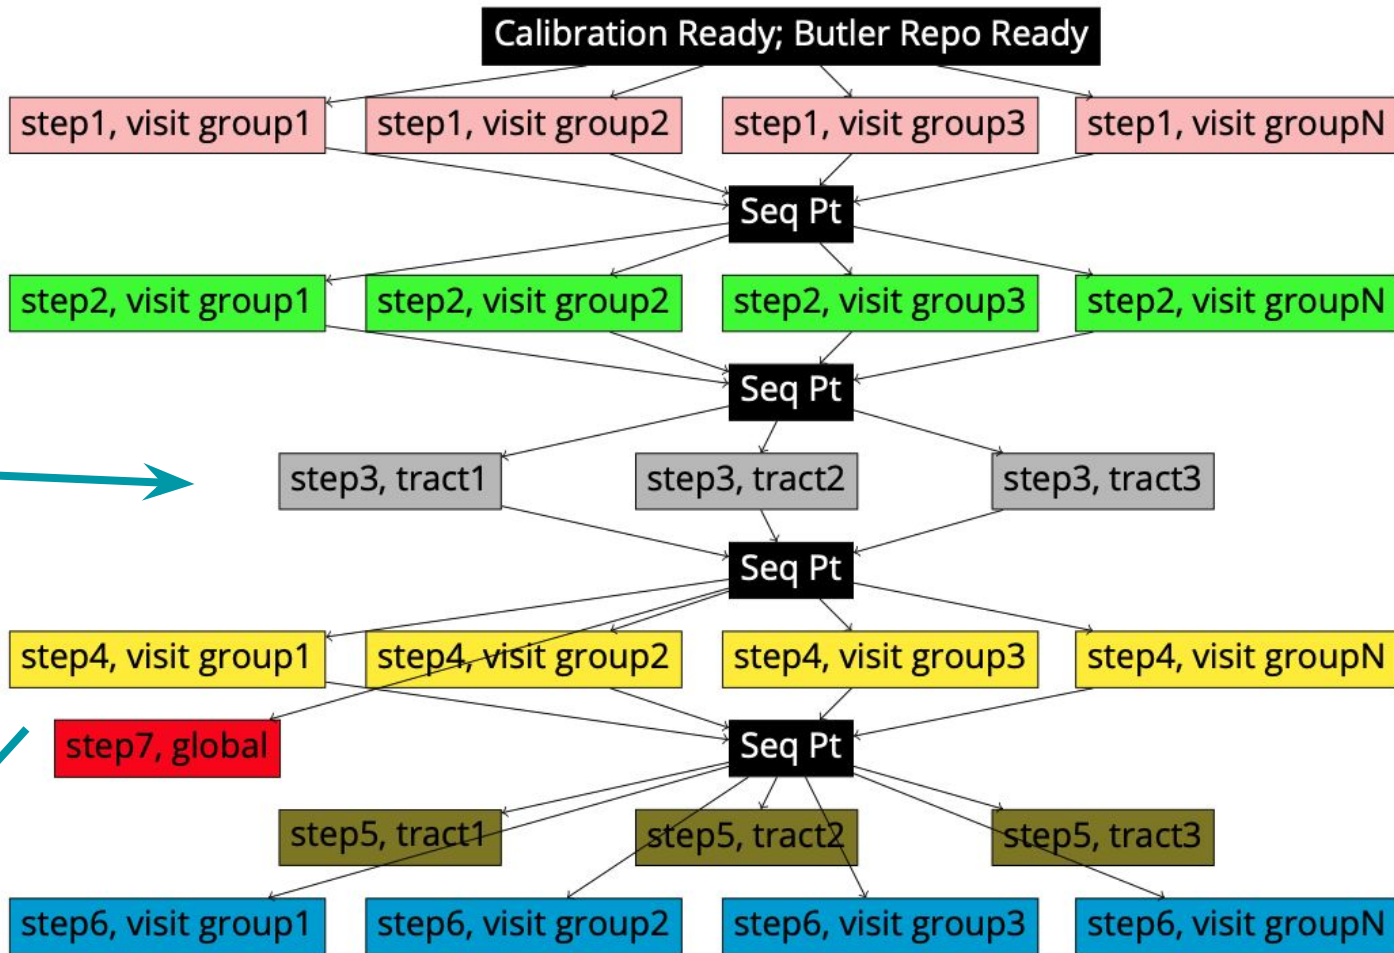 Calibration Ready; Butler Repo Ready
step1, visit group1
step1, visit group2
step1, visit group3
step1, visit groupN
Seq Pt
step2, visit group1
step2, visit group2
step2, visit group3
step2, visit groupN
Seq Pt
step3, tract1
step3, tract2
step3, tract3
Seq Pt
step4, visit group1
step4, visit group2
step4, visit group3
step4, visit groupN
step7, global
Seq Pt
step5, tract1
step5, tract2
step5, tract3
step6, visit group1
step6, visit group2
step6, visit group3
step6, visit groupN